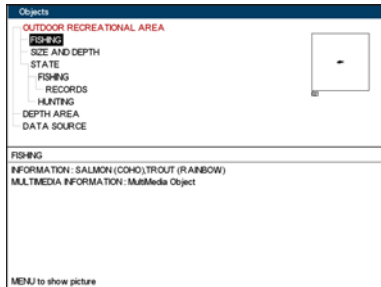 Objects
OUTDOOR RECREATIONAL AREA
FISHING
SIZE AND DEPTH
STATE
FISHING
RECORDS
HUNTING
DEPTH AREA
DATA SOURCE
FISHING
INFORMATION : SALMON (COHO),TROUT (RAINBOW)
MULTIMEDIA INFORMATION : MultiMedia Object
MENU to show picture